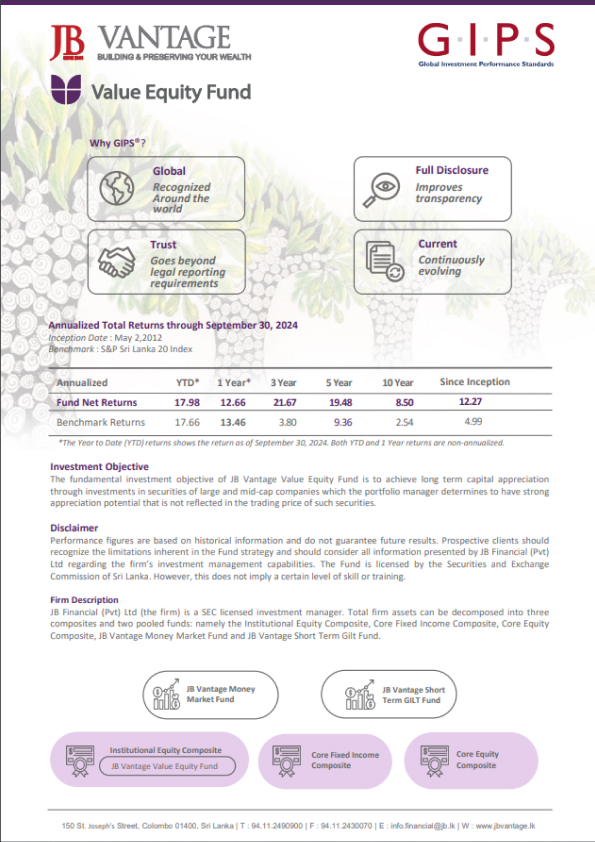 JB VANTAGE
BUILDING & PRESERVING YOUR WEALTH
G·I·P·S
Global Investment Performance Standards
Value Equity Fund
Why GIPS®?
Global
Recognized
Around the
world
Full Disclosure
Improves
transparency
Trust
Goes beyond
legal reporting
requirements
Current
Continuously
evolving
Annualized Total Returns through September 30, 2024
Inception Date : May 2,2012
Benchmark : S&P Sri Lanka 20 Index
Annualized YTD* 1 Year* 3 Year 5 Year 10 Year Since Inception
Fund Net Returns 17.98 12.66 21.67 19.48 8.50 12.27
Benchmark Returns 17.66 13.46 3.80 9.36 2.54 4.99
*The Year to Date (YTD) returns shows the return as of September 30, 2024. Both YTD and 1 Year returns are non-annualized.
Investment Objective
The fundamental investment objective of JB Vantage Value Equity Fund is to achieve long term capital appreciation
through investments in securities of large and mid-cap companies which the portfolio manager determines to have strong
appreciation potential that is not reflected in the trading price of such securities.
Disclaimer
Performance figures are based on historical information and do not guarantee future results. Prospective clients should
recognize the limitations inherent in the Fund strategy and should consider all information presented by JB Financial (Pvt)
Ltd regarding the firm's investment management capabilities. The Fund is licensed by the Securities and Exchange
Commission of Sri Lanka. However, this does not imply a certain level of skill or training.
Firm Description
JB Financial (Pvt) Ltd (the firm) is a SEC licensed investment manager. Total firm assets can be decomposed into three
composites and two pooled funds: namely the Institutional Equity Composite, Core Fixed Income Composite, Core Equity
Composite, JB Vantage Money Market Fund and JB Vantage Short Term Gilt Fund.
JB Vantage Money
Market Fund
JB Vantage Short
Term GILT Fund
Institutional Equity Composite
JB Vantage Value Equity Fund
Core Fixed Income
Composite
Core Equity
Composite
150 St. Joseph's Street, Colombo 01400, Sri Lanka | T : 94.11.2490900 | F : 94.11.2430070 | E : info.financial@jb.lk | W : www.jbvantage.lk